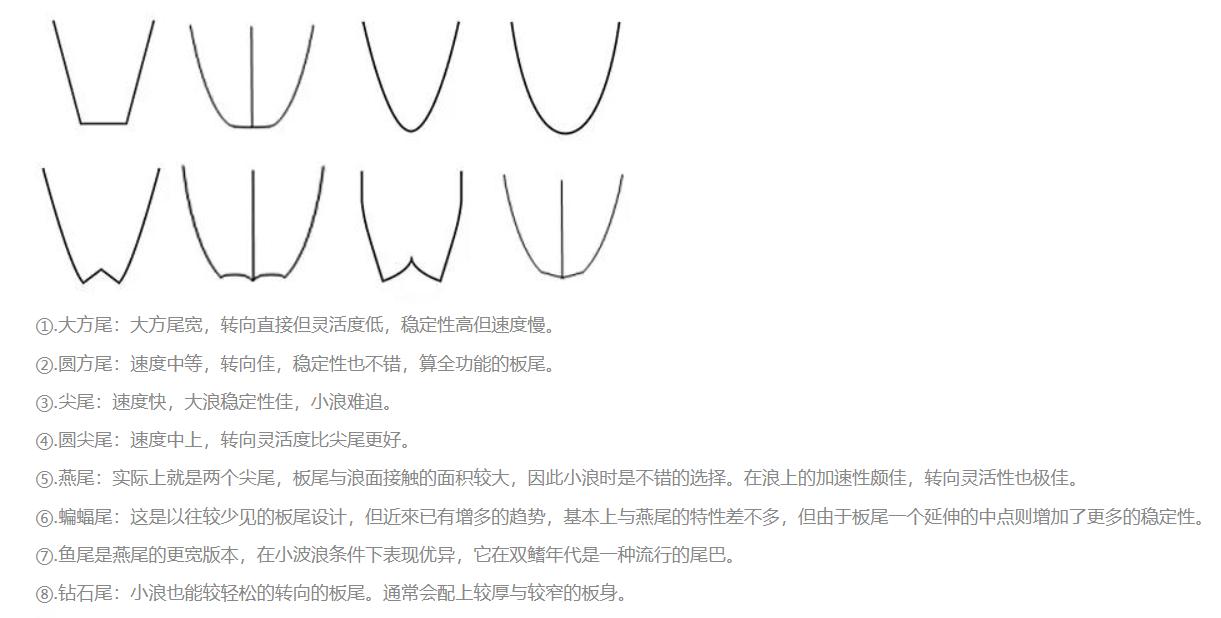 ①.大方尾：大方尾宽，转向直接但灵活度低，稳定性高但速度慢。
②.圆方尾：速度中等，转向佳，稳定性也不错，算全功能的板尾。
③.尖尾：速度快，大浪稳定性佳，小浪难追。
④.圆尖尾：速度中上，转向灵活度比尖尾更好。
⑤.燕尾：实际上就是两个尖尾，板尾与浪面接触的面积较大，因此小浪时是不错的选择。在浪上的加速性颇佳，转向灵活性也极佳。
⑥.蝙蝠尾：这是以往较少见的板尾设计，但近來已有增多的趋势，基本上与燕尾的特性差不多，但由于板尾一个延伸的中点则增加了更多的稳定性。
⑦.鱼尾是燕尾的更宽版本，在小波浪条件下表现优异，它在双鳍年代是一种流行的尾巴。
⑧.钻石尾：小浪也能较轻松的转向的板尾。通常会配上较厚与较窄的板身。